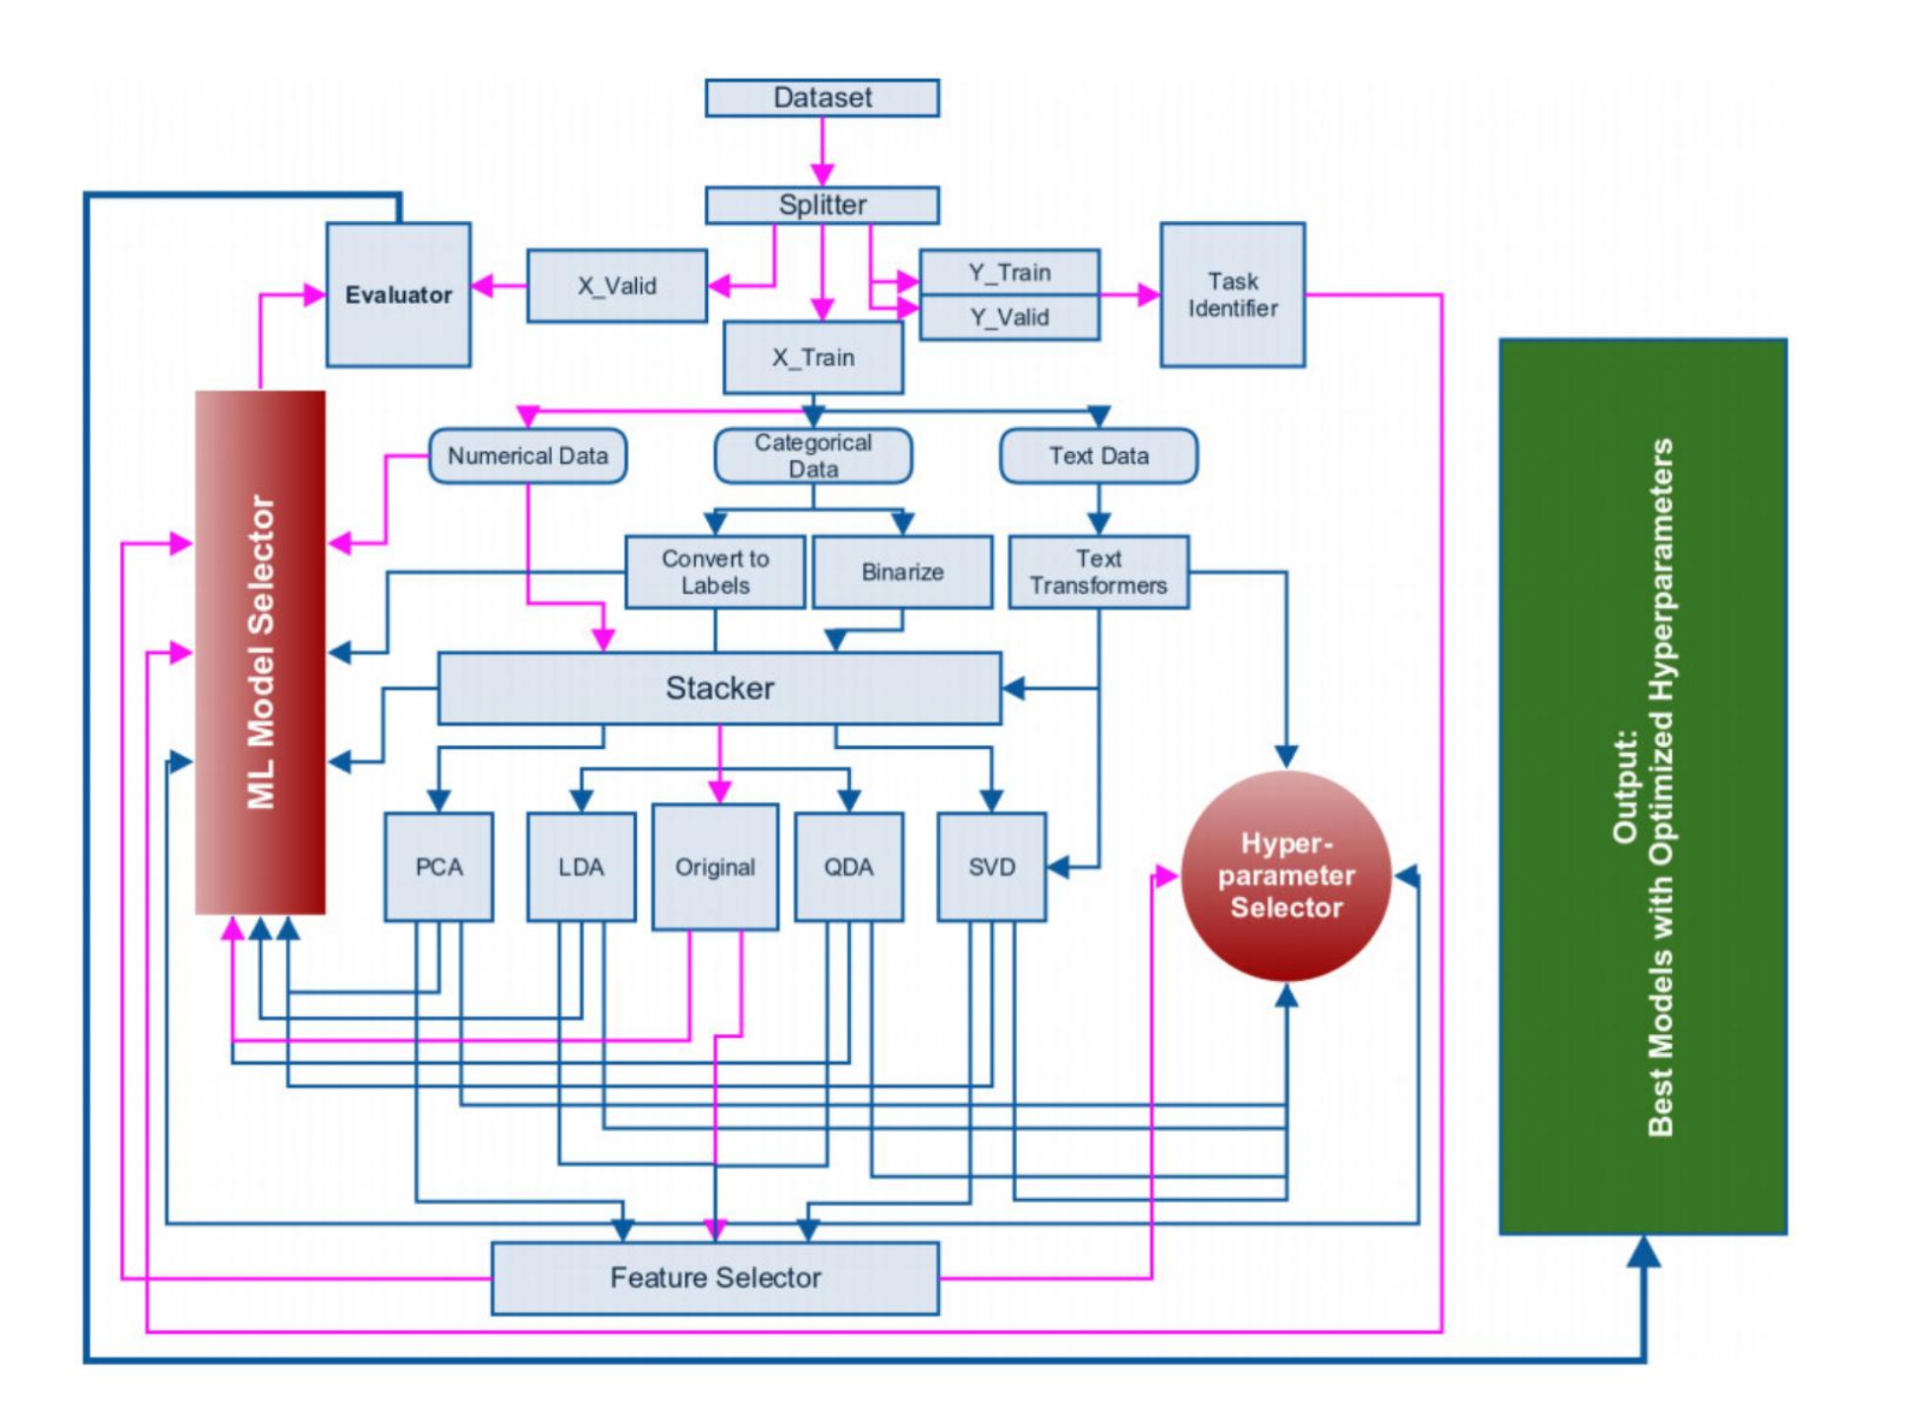 Dataset
Splitter
Evaluator
X_Valid
Y_Train
Y_Valid
Task
Identifier
X_Train
Numerical Data
Categorical
Data
Text Data
Convert to
Labels
Binarize
Text
Transformers
ML Model Selector
Stacker
PCA
LDA
Original
QDA
SVD
Hyper-
parameter
Selector
Feature Selector
Output:
Best Models with Optimized Hyperparameters